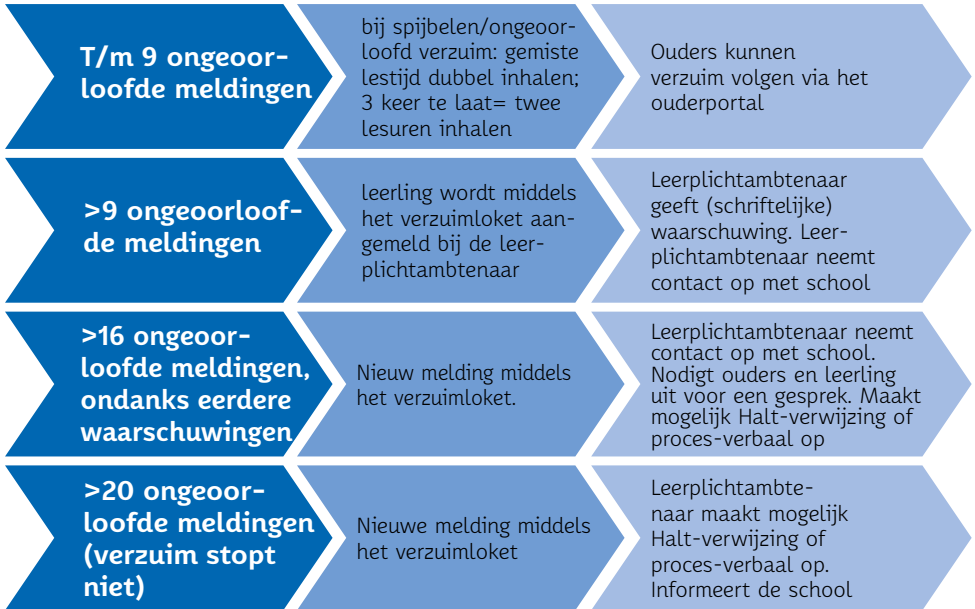 T/m 9 ongeoor-
loofde meldingen
bij spijbelen/ongeoor-
loofd verzuim: gemiste
lestijd dubbel inhalen;
3 keer te laat= twee
lesuren inhalen
Ouders kunnen
verzuim volgen via het
ouderportal
>9 ongeoorloof-
de meldingen
leerling wordt middels
het verzuimloket aan-
gemeld bij de leer-
plichtambtenaar
Leerplichtambtenaar
geeft (schriftelijke)
waarschuwing. Leer-
plichtambtenaar neemt
contact op met school
>16 ongeoor-
loofde meldingen,
ondanks eerdere
waarschuwingen
Nieuw melding middels
het verzuimloket.
Leerplichtambtenaar neemt
contact op met school.
Nodigt ouders en leerling
uit voor een gesprek. Maakt
mogelijk Halt-verwijzing of
proces-verbaal op
>20 ongeoor-
loofde meldingen
(verzuim stopt
niet)
Nieuwe melding middels
het verzuimloket
Leerplichtambte-
naar maakt mogelijk
Halt-verwijzing of
proces-verbaal op.
Informeert de school